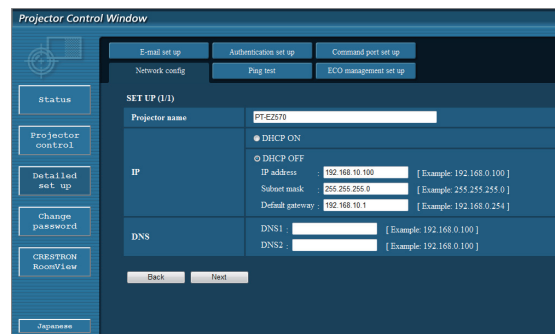 Projector Control Window
E-mail set up
Authentication set up
Command port set up
Network config
Ping test
ECO management set up
Status
Projector control
Detailed set up
Change password
CRESTRON RoomView
Japanese
SET UP (1/1)
Projector name
PT-EZ570
IP
DHCP ON
DHCP OFF
IP address : 192.168.10.100 [ Example: 192.168.0.100 ]
Subnet mask : 255.255.255.0 [ Example: 255.255.255.0 ]
Default gateway : 192.168.10.1 [ Example: 192.168.0.254 ]
DNS
DNS1 : [ Example: 192.168.0.100 ]
DNS2 : [ Example: 192.168.0.100 ]
Back
Next